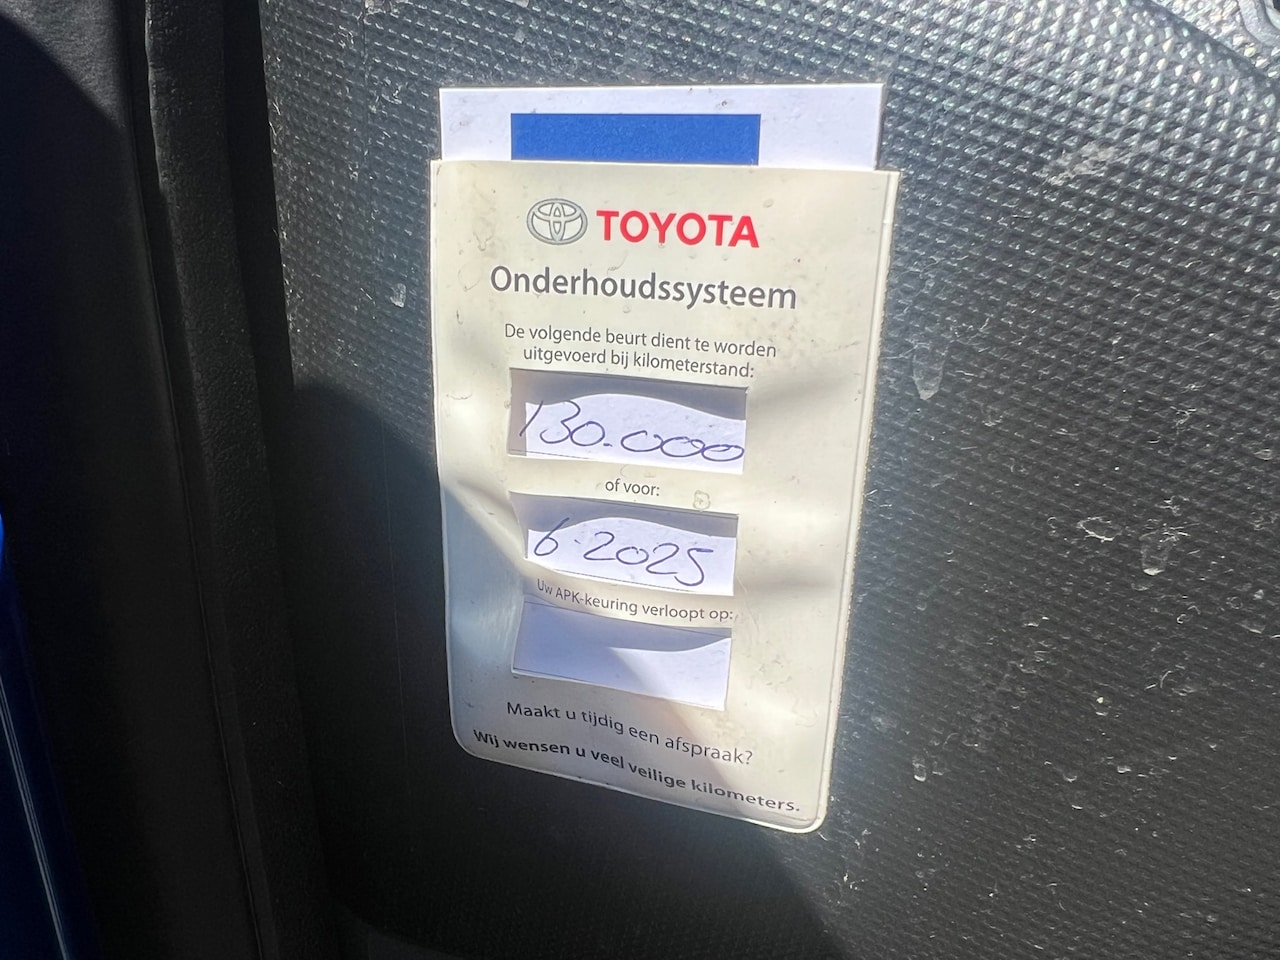 TOYOTA
Onderhoudssysteem
De volgende beurt dient te worden
uitgevoerd bij kilometerstand:
130.000
of voor:
6-2025
Uw APK-keuring verloopt op:
Maakt u tijdig een afspraak?
Wij wensen u veel veilige kilometers.